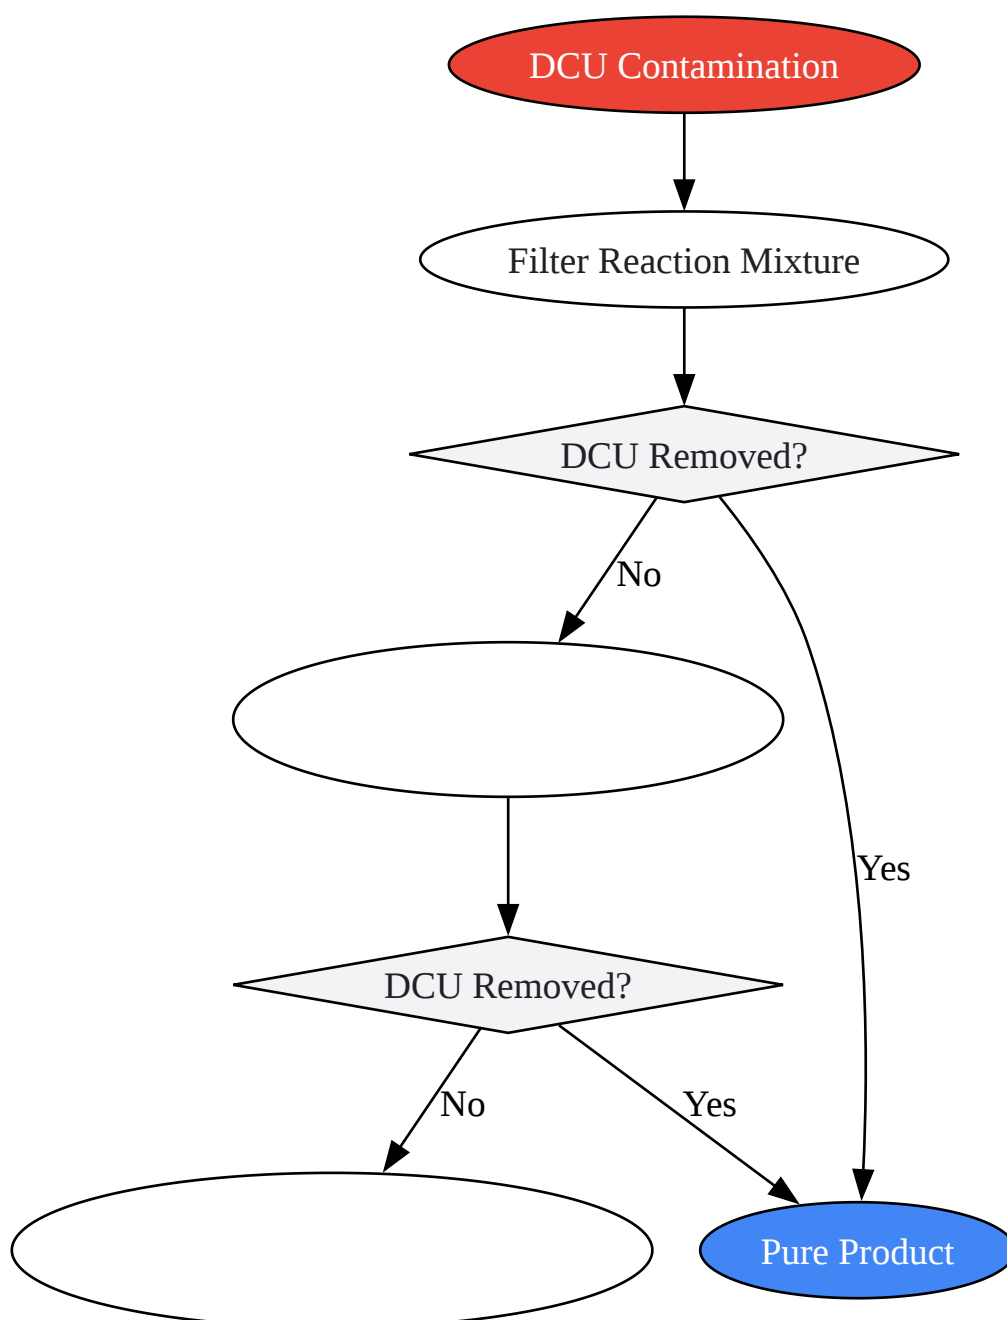 DCU Contamination
Filter Reaction Mixture
DCU Removed?
No
Yes
DCU Removed?
No
Yes
Pure Product